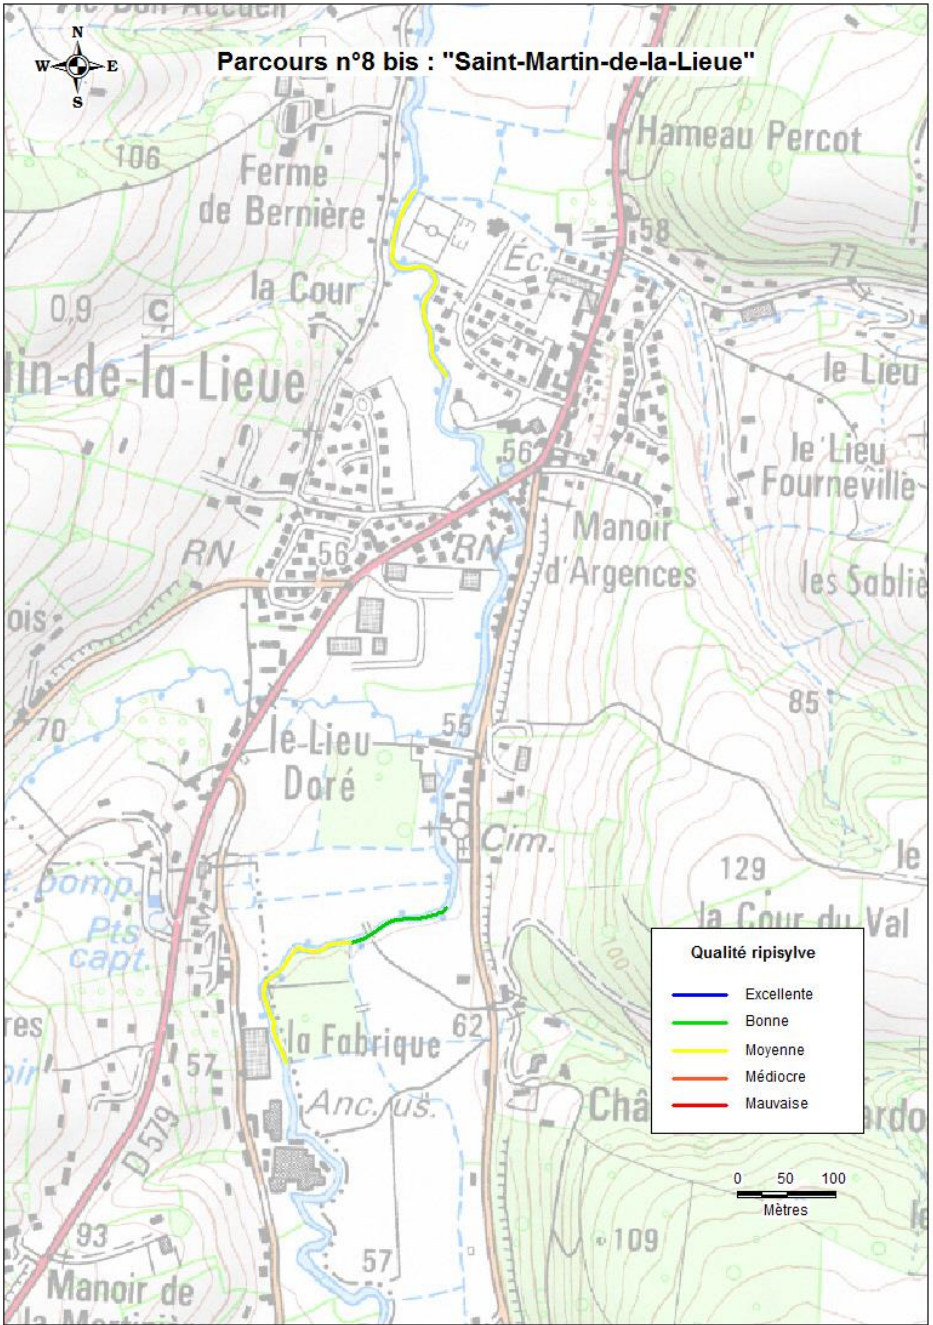 N
W E
S
Parcours n°8 bis : "Saint-Martin-de-la-Lieue"
Hameau Percot
106
Ferme
de Bernière
58
77
Éc.
la Cour
0,9
C
tin-de-la-Lieue
le Lieu
56
le Lieu
Fourneville
Manoir
d'Argences
RN
56
RN
les Sabliè
ois
85
70
55
le Lieu
Doré
Cim.
129
le
t. pomp.
Pts
capt.
la Cour du Val
Qualité ripisylve
Excellente
Bonne
Moyenne
Médiocre
Mauvaise
res
62
la Fabrique
57
oir
Anc. us.
Châ
ardo
D 579
0 50 100
Mètres
93
109
57
Manoir de